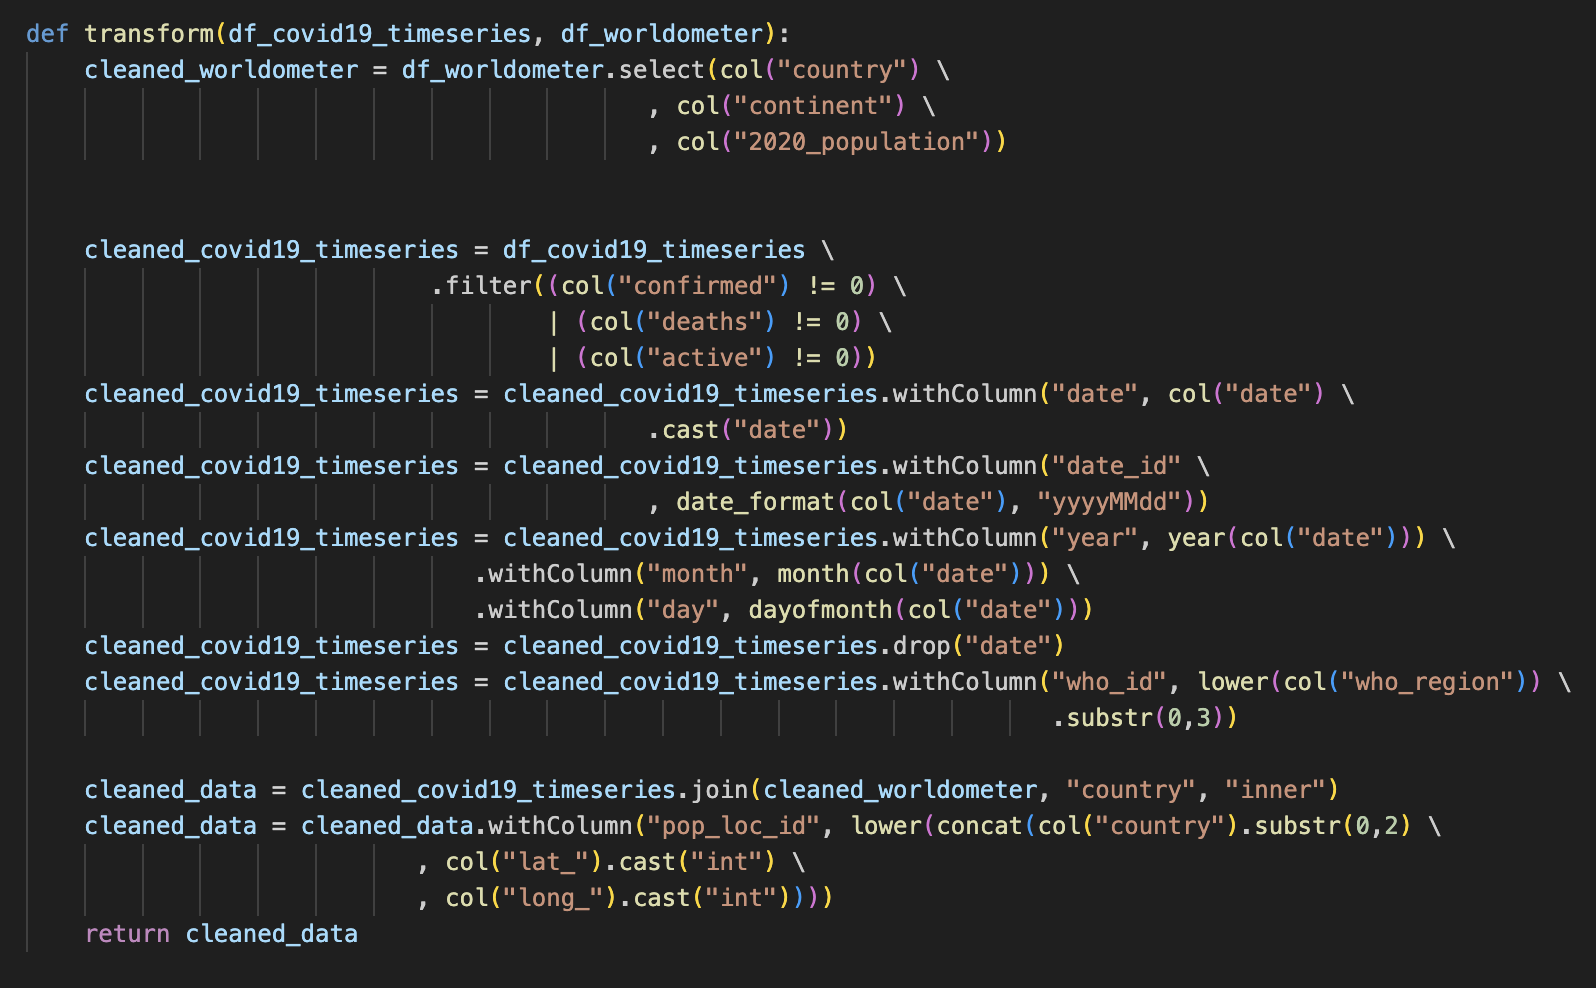 def transform(df_covid19_timeseries, df_worldometer):
    cleaned_worldometer = df_worldometer.select(col("country") \
                                       , col("continent") \
                                       , col("2020_population"))
    cleaned_covid19_timeseries = df_covid19_timeseries \
                            .filter((col("confirmed") != 0) \
                                    | (col("deaths") != 0) \
                                    | (col("active") != 0))
    cleaned_covid19_timeseries = cleaned_covid19_timeseries.withColumn("date", col("date") \
                                           .cast("date"))
    cleaned_covid19_timeseries = cleaned_covid19_timeseries.withColumn("date_id" \
                                           , date_format(col("date"), "yyyyMMdd"))
    cleaned_covid19_timeseries = cleaned_covid19_timeseries.withColumn("year", year(col("date"))) \
                               .withColumn("month", month(col("date"))) \
                               .withColumn("day", dayofmonth(col("date")))
    cleaned_covid19_timeseries = cleaned_covid19_timeseries.drop("date")
    cleaned_covid19_timeseries = cleaned_covid19_timeseries.withColumn("who_id", lower(col("who_region")) \
                                                                       .substr(0,3))
    cleaned_data = cleaned_covid19_timeseries.join(cleaned_worldometer, "country", "inner")
    cleaned_data = cleaned_data.withColumn("pop_loc_id", lower(concat(col("country").substr(0,2) \
                           , col("lat_").cast("int") \
                           , col("long_").cast("int"))))
    return cleaned_data